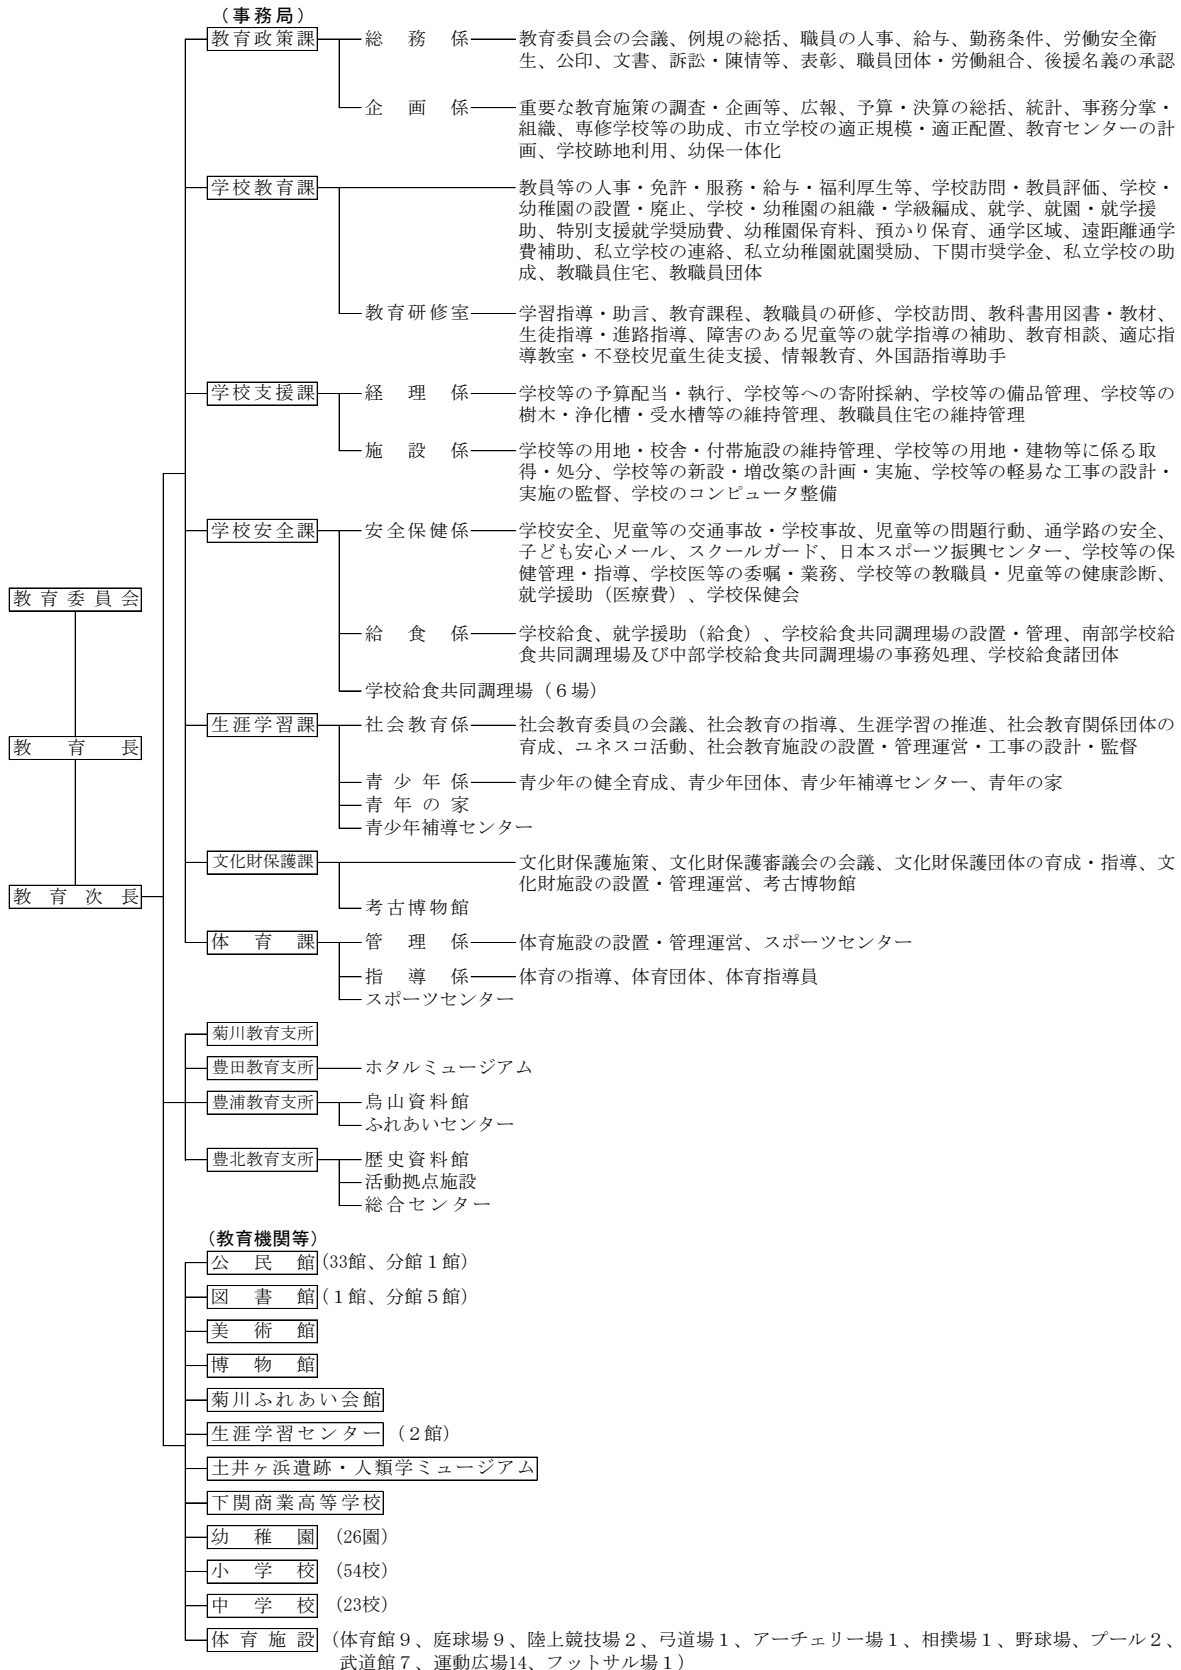 （事務局）
教育政策課 総務係 教育委員会の会議、例規の総括、職員の人事、給与、勤務条件、労働安全衛
生、公印、文書、訴訟・陳情等、表彰、職員団体・労働組合、後援名義の承認
企画係 重要な教育施策の調査・企画等、広報、予算・決算の総括、統計、事務分掌・
組織、専修学校等の助成、市立学校の適正規模・適正配置、教育センターの計
画、学校跡地利用、幼保一体化
学校教育課 教員等の人事・免許・服務・給与・福利厚生等、学校訪問・教員評価、学校・
幼稚園の設置・廃止、学校・幼稚園の組織・学級編成、就学、就園・就学援
助、特別支援就学奨励費、幼稚園保育料、預かり保育、通学区域、遠距離通学
費補助、私立学校の連絡、私立幼稚園就園奨励、下関市奨学金、私立学校の助
成、教職員住宅、教職員団体
教育研修室 学習指導・助言、教育課程、教職員の研修、学校訪問、教科書用図書・教材、
生徒指導・進路指導、障害のある児童等の就学指導の補助、教育相談、適応指
導教室・不登校児童生徒支援、情報教育、外国語指導助手
学校支援課 経理係 学校等の予算配当・執行、学校等への寄附採納、学校等の備品管理、学校等の
樹木・浄化槽・受水槽等の維持管理、教職員住宅の維持管理
施設係 学校等の用地・校舎・付帯施設の維持管理、学校等の用地・建物等に係る取
得・処分、学校等の新設・増改築の計画・実施、学校等の軽易な工事の設計・
実施の監督、学校のコンピュータ整備
学校安全課 安全保健係 学校安全、児童等の交通事故・学校事故、児童等の問題行動、通学路の安全、
子ども安心メール、スクールガード、日本スポーツ振興センター、学校等の保
健管理・指導、学校医等の委嘱・業務、学校等の教職員・児童等の健康診断、
就学援助（医療費）、学校保健会
教育委員会
給食係 学校給食、就学援助（給食）、学校給食共同調理場の設置・管理、南部学校給
食共同調理場及び中部学校給食共同調理場の事務処理、学校給食諸団体
学校給食共同調理場（６場）
生涯学習課 社会教育係 社会教育委員の会議、社会教育の指導、生涯学習の推進、社会教育関係団体の
育成、ユネスコ活動、社会教育施設の設置・管理運営・工事の設計・監督
教育長
青少年係 青少年の健全育成、青少年団体、青少年補導センター、青年の家
青年の家
青少年補導センター
文化財保護課 文化財保護施策、文化財保護審議会の会議、文化財保護団体の育成・指導、文
化財施設の設置・管理運営、考古博物館
教育次長
考古博物館
体育課 管理係 体育施設の設置・管理運営、スポーツセンター
指導係 体育の指導、体育団体、体育指導員
スポーツセンター
菊川教育支所
豊田教育支所 ホタルミュージアム
豊浦教育支所 烏山資料館
ふれあいセンター
豊北教育支所 歴史資料館
活動拠点施設
総合センター
（教育機関等）
公民館（33館、分館１館）
図書館（１館、分館５館）
美術館
博物館
菊川ふれあい会館
生涯学習センター（２館）
土井ヶ浜遺跡・人類学ミュージアム
下関商業高等学校
幼稚園（26園）
小学校（54校）
中学校（23校）
体育施設（体育館９、庭球場９、陸上競技場２、弓道場１、アーチェリー場１、相撲場１、野球場、プール２、
武道館７、運動広場14、フットサル場１）